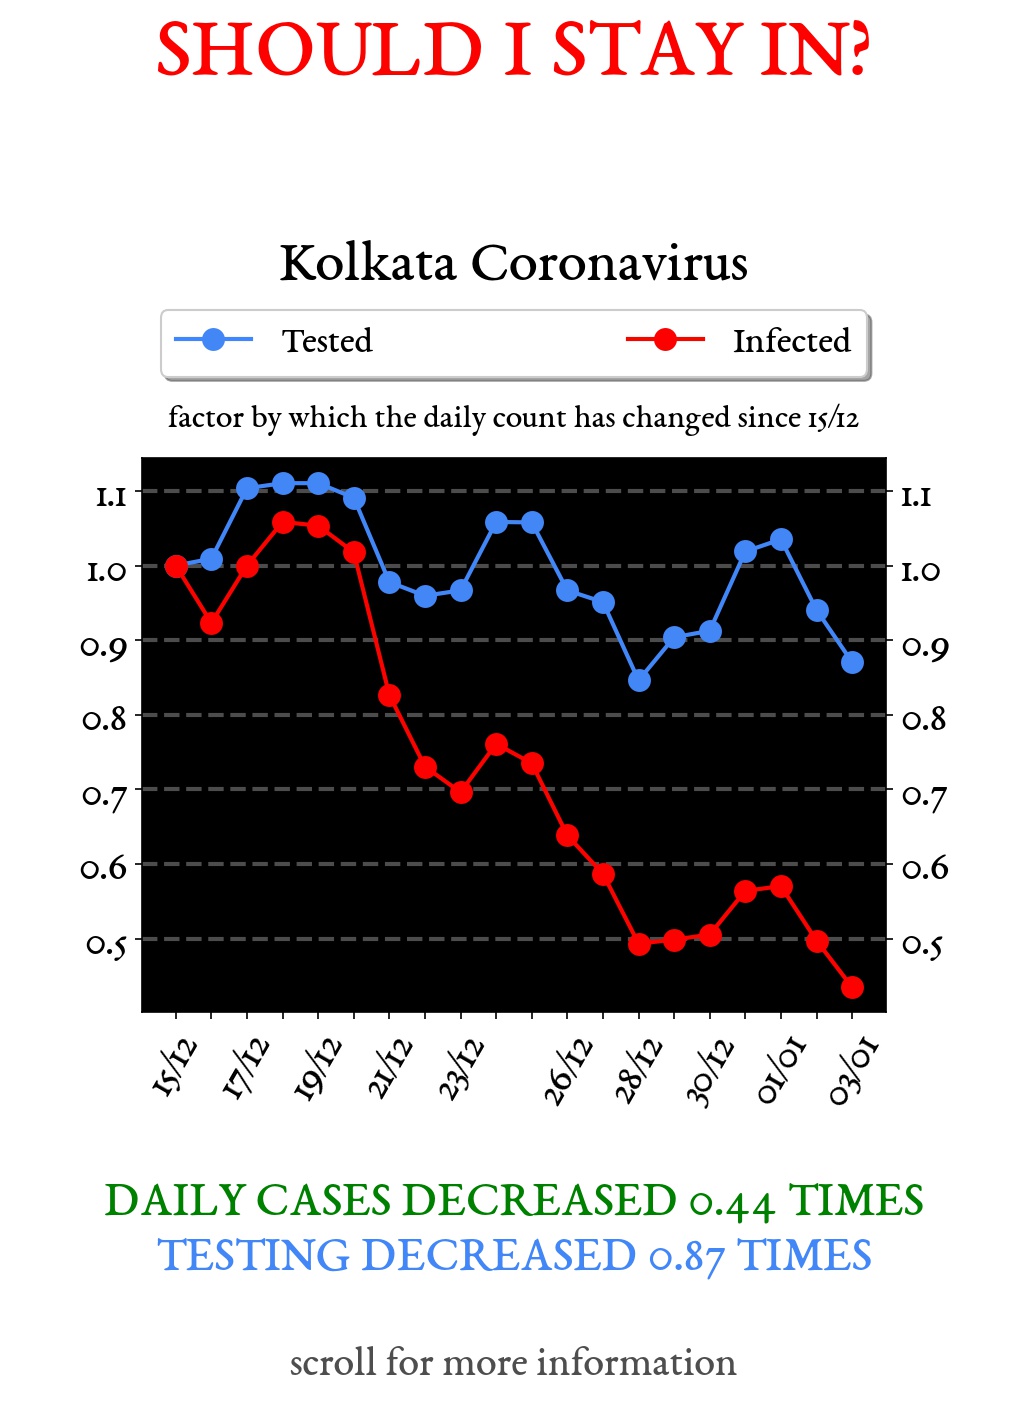 SHOULD I STAY IN?
Kolkata Coronavirus
Tested Infected
factor by which the daily count has changed since 15/12
1.1 1.1
1.0 1.0
0.9 0.9
0.8 0.8
0.7 0.7
0.6 0.6
0.5 0.5
15/12 17/12 19/12 21/12 23/12 26/12 28/12 30/12 01/01 03/01
DAILY CASES DECREASED 0.44 TIMES
TESTING DECREASED 0.87 TIMES
scroll for more information